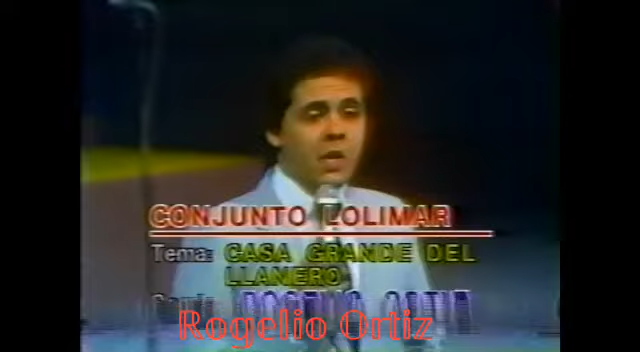 CONJUNTO LOLIMAR
Tema: CASA GRANDE DEL
LLANERO
Rogelio Ortiz